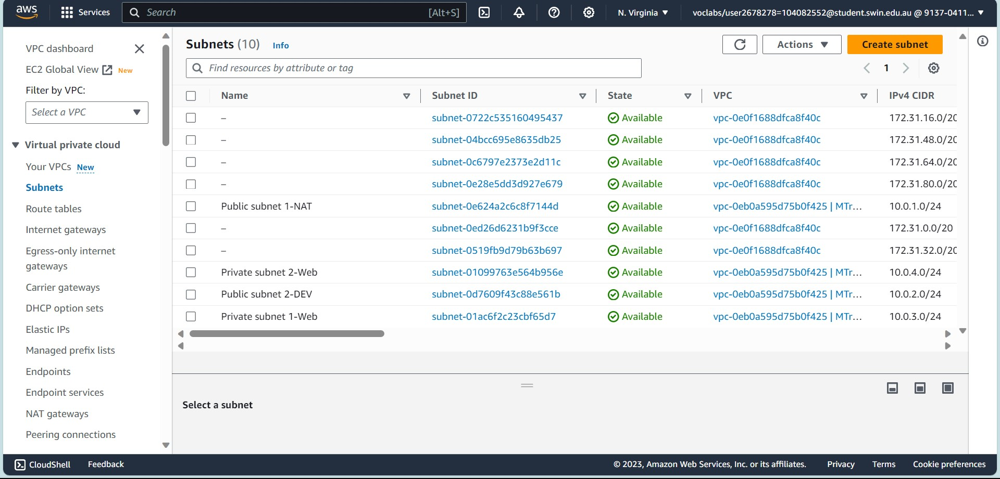 aws Services Search [Alt+S] N. Virginia voclabs/user2678278=104082552@student.swin.edu.au @ 9137-0411...
VPC dashboard
EC2 Global View New
Filter by VPC:
Select a VPC
Virtual private cloud
Your VPCs New
Subnets
Route tables
Internet gateways
Egress-only internet
gateways
Carrier gateways
DHCP option sets
Elastic IPs
Managed prefix lists
Endpoints
Endpoint services
NAT gateways
Peering connections
Subnets (10) Info Actions Create subnet
Find resources by attribute or tag 1
Name Subnet ID State VPC IPv4 CIDR
– subnet-0722c535160495437 Available vpc-0e0f1688dfca8f40c 172.31.16.0/20
– subnet-04bcc695e8635db25 Available vpc-0e0f1688dfca8f40c 172.31.48.0/20
– subnet-0c6797e2373e2d11c Available vpc-0e0f1688dfca8f40c 172.31.64.0/20
– subnet-0e28e5dd3d927e679 Available vpc-0e0f1688dfca8f40c 172.31.80.0/20
Public subnet 1-NAT subnet-0e624a2c6c8f7144d Available vpc-0eb0a595d75b0f425 | MTr... 10.0.1.0/24
– subnet-0ed26d6231b9f3cce Available vpc-0e0f1688dfca8f40c 172.31.0.0/20
– subnet-0519fb9d79b63b697 Available vpc-0e0f1688dfca8f40c 172.31.32.0/20
Private subnet 2-Web subnet-01099763e564b956e Available vpc-0eb0a595d75b0f425 | MTr... 10.0.4.0/24
Public subnet 2-DEV subnet-0d7609f43c88e561b Available vpc-0eb0a595d75b0f425 | MTr... 10.0.2.0/24
Private subnet 1-Web subnet-01ac6f2c23cbf65d7 Available vpc-0eb0a595d75b0f425 | MTr... 10.0.3.0/24
Select a subnet
CloudShell Feedback © 2023, Amazon Web Services, Inc. or its affiliates. Privacy Terms Cookie preferences